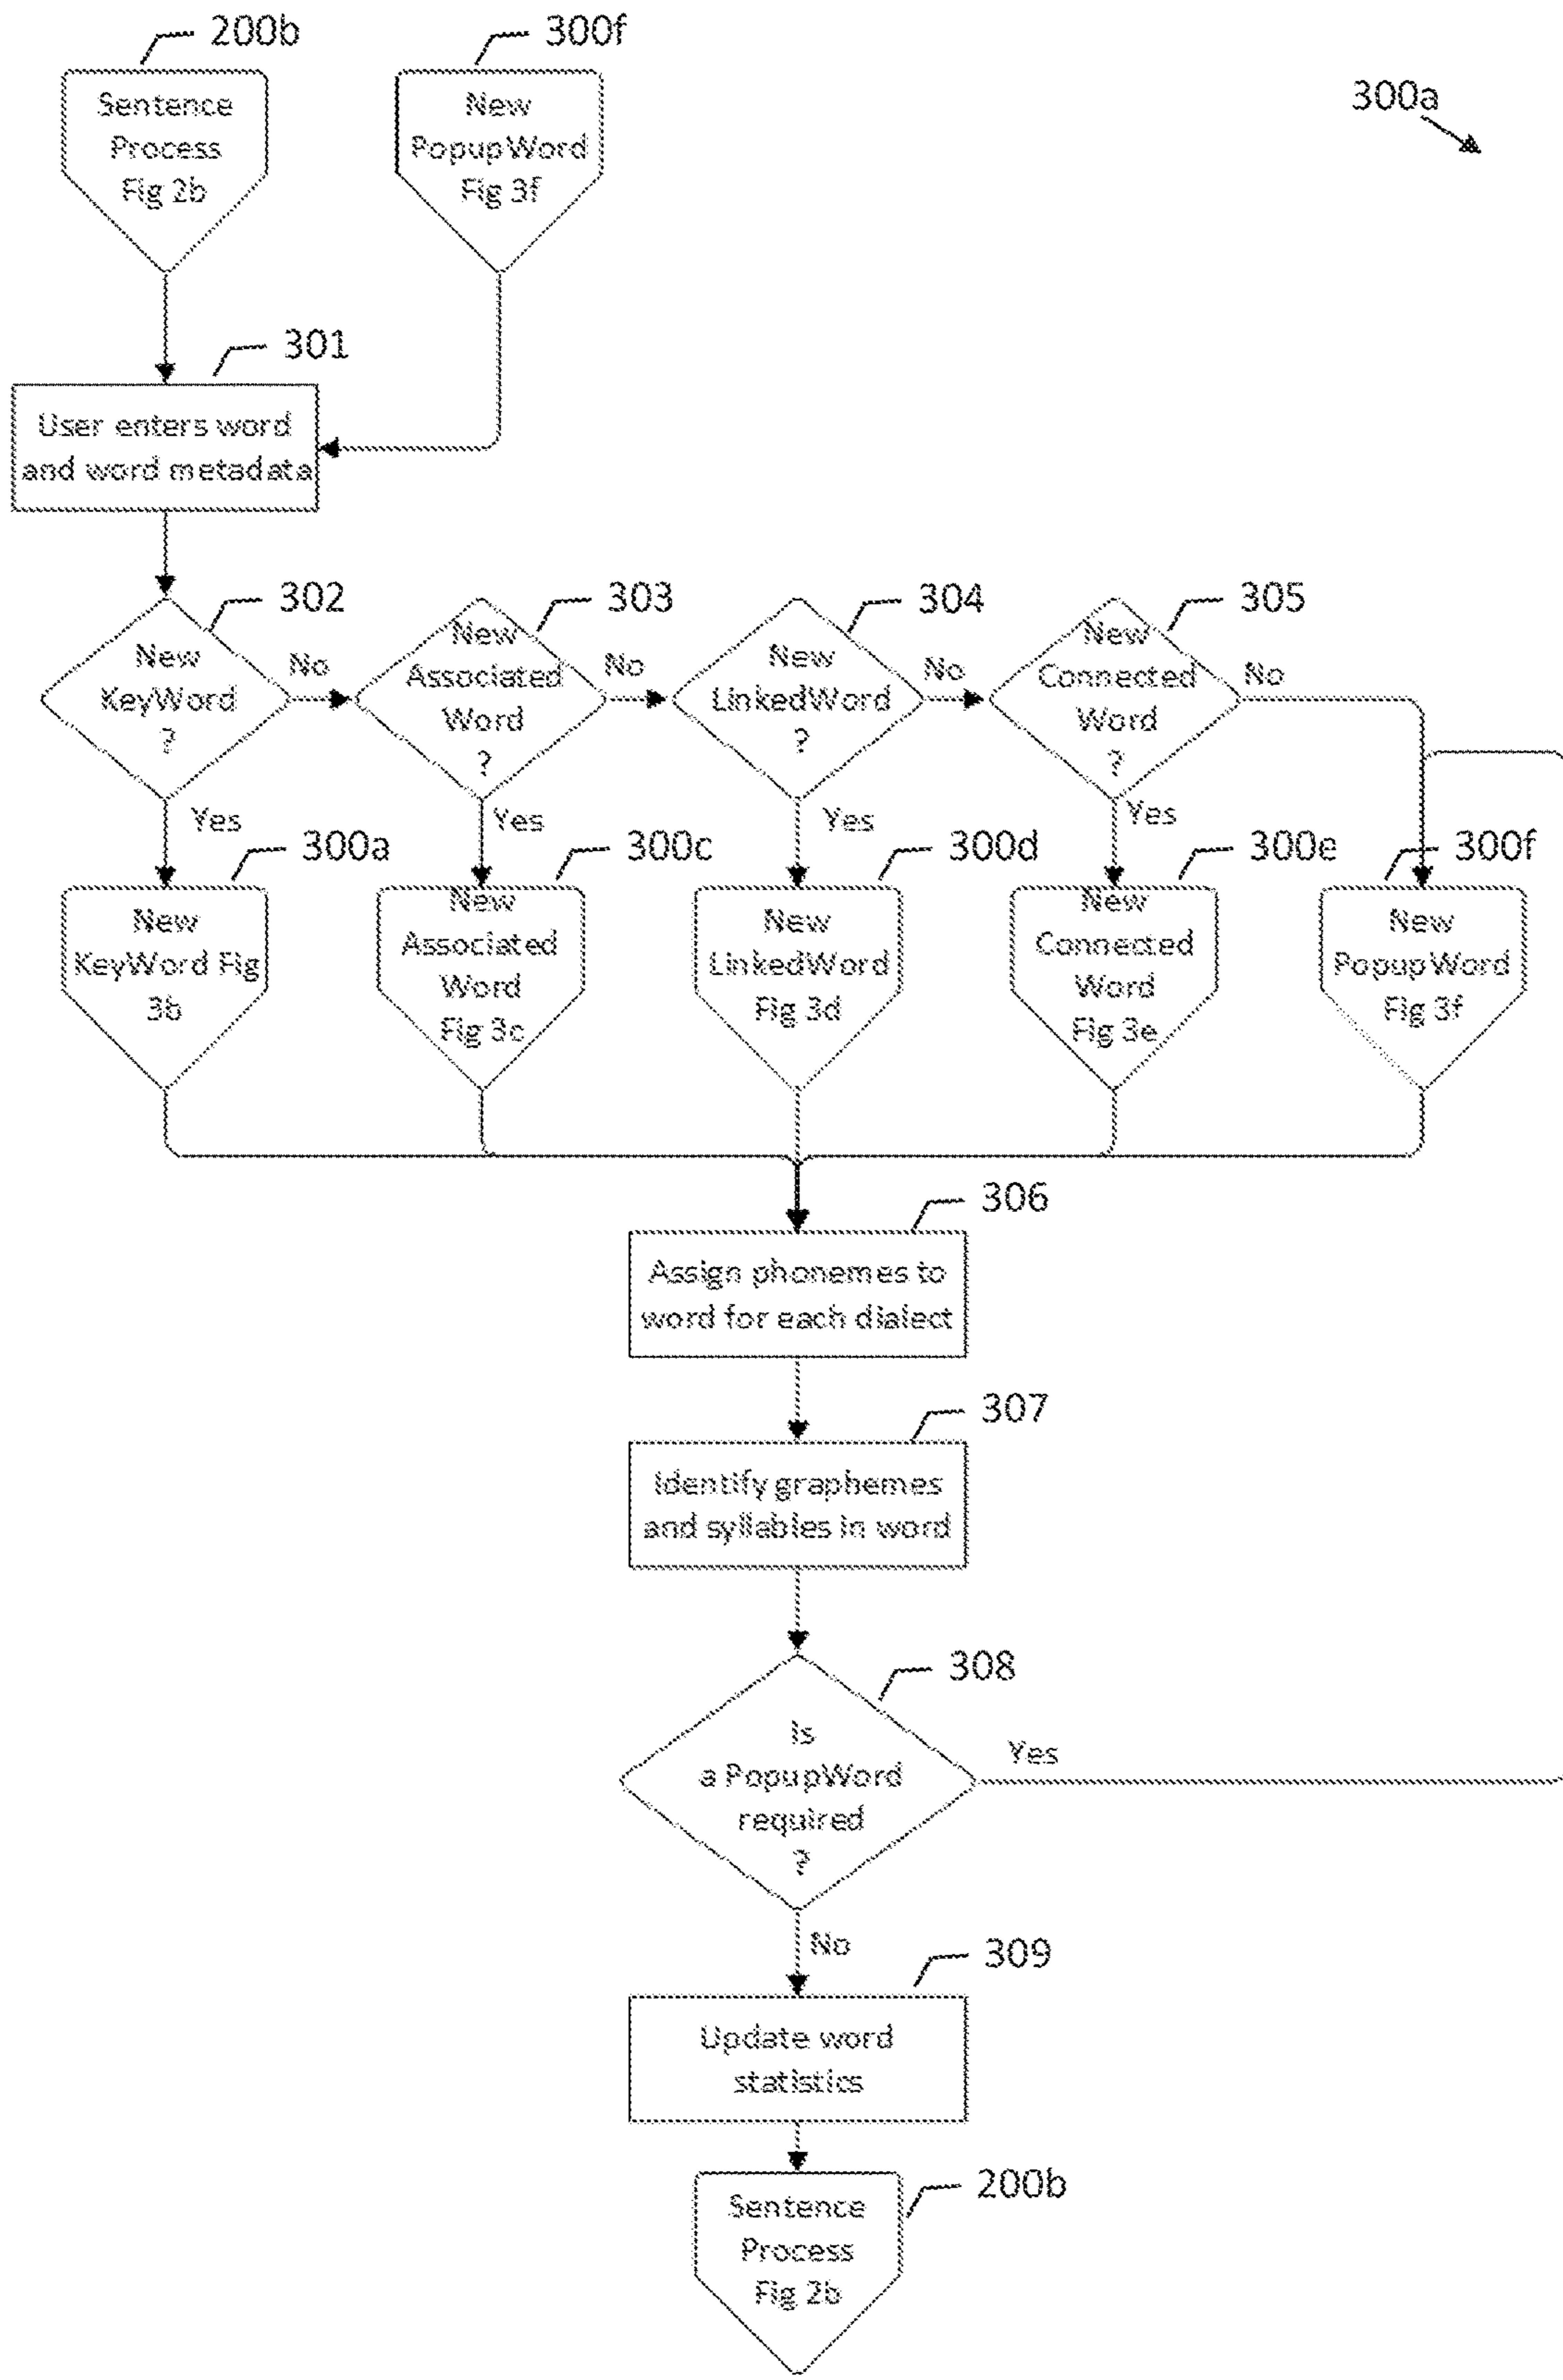 200b
Sentence
Process
Fig 2b
300f
New
PopupWord
Fig 3f
300a
301
User enters word
and word metadata
302
New
KeyWord
?
No
303
New
Associated
Word
?
No
304
New
LinkedWord
?
No
305
New
Connected
Word
?
No
Yes
Yes
Yes
Yes
300a
New
KeyWord Fig
3b
300c
New
Associated
Word
Fig 3c
300d
New
LinkedWord
Fig 3d
300e
New
Connected
Word
Fig 3e
300f
New
PopupWord
Fig 3f
306
Assign phonemes to
word for each dialect
307
Identify graphemes
and syllables in word
308
Is
a PopupWord
required
?
Yes
No
309
Update word
statistics
200b
Sentence
Process
Fig 2b